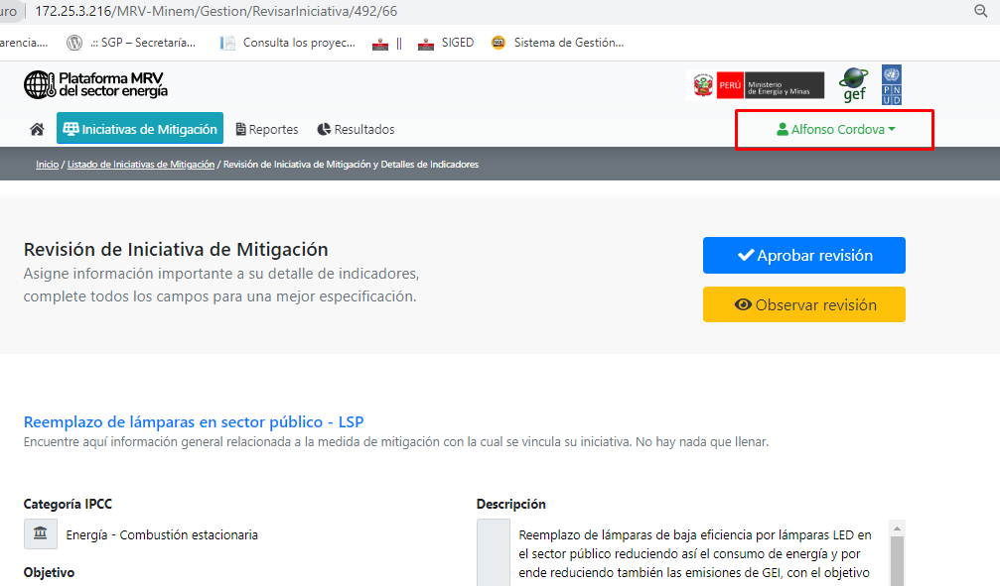 uro 172.25.3.216/MRV-Minem/Gestion/RevisarIniciativa/492/66
arencia.... .:: SGP – Secretaría... Consulta los proyec... || SIGED Sistema de Gestión...
Plataforma MRV
del sector energía
PERÚ
Ministerio
de Energía y Minas
gef
P N
U D
Iniciativas de Mitigación Reportes Resultados Alfonso Cordova
Inicio / Listado de Iniciativas de Mitigación / Revisión de Iniciativa de Mitigación y Detalles de Indicadores
Revisión de Iniciativa de Mitigación
Asigne información importante a su detalle de indicadores,
complete todos los campos para una mejor especificación.
Aprobar revisión
Observar revisión
Reemplazo de lámparas en sector público - LSP
Encuentre aquí información general relacionada a la medida de mitigación con la cual se vincula su iniciativa. No hay nada que llenar.
Categoría IPCC
Energía - Combustión estacionaria
Objetivo
Descripción
Reemplazo de lámparas de baja eficiencia por lámparas LED en
el sector público reduciendo así el consumo de energía y por
ende reduciendo también las emisiones de GEI, con el objetivo